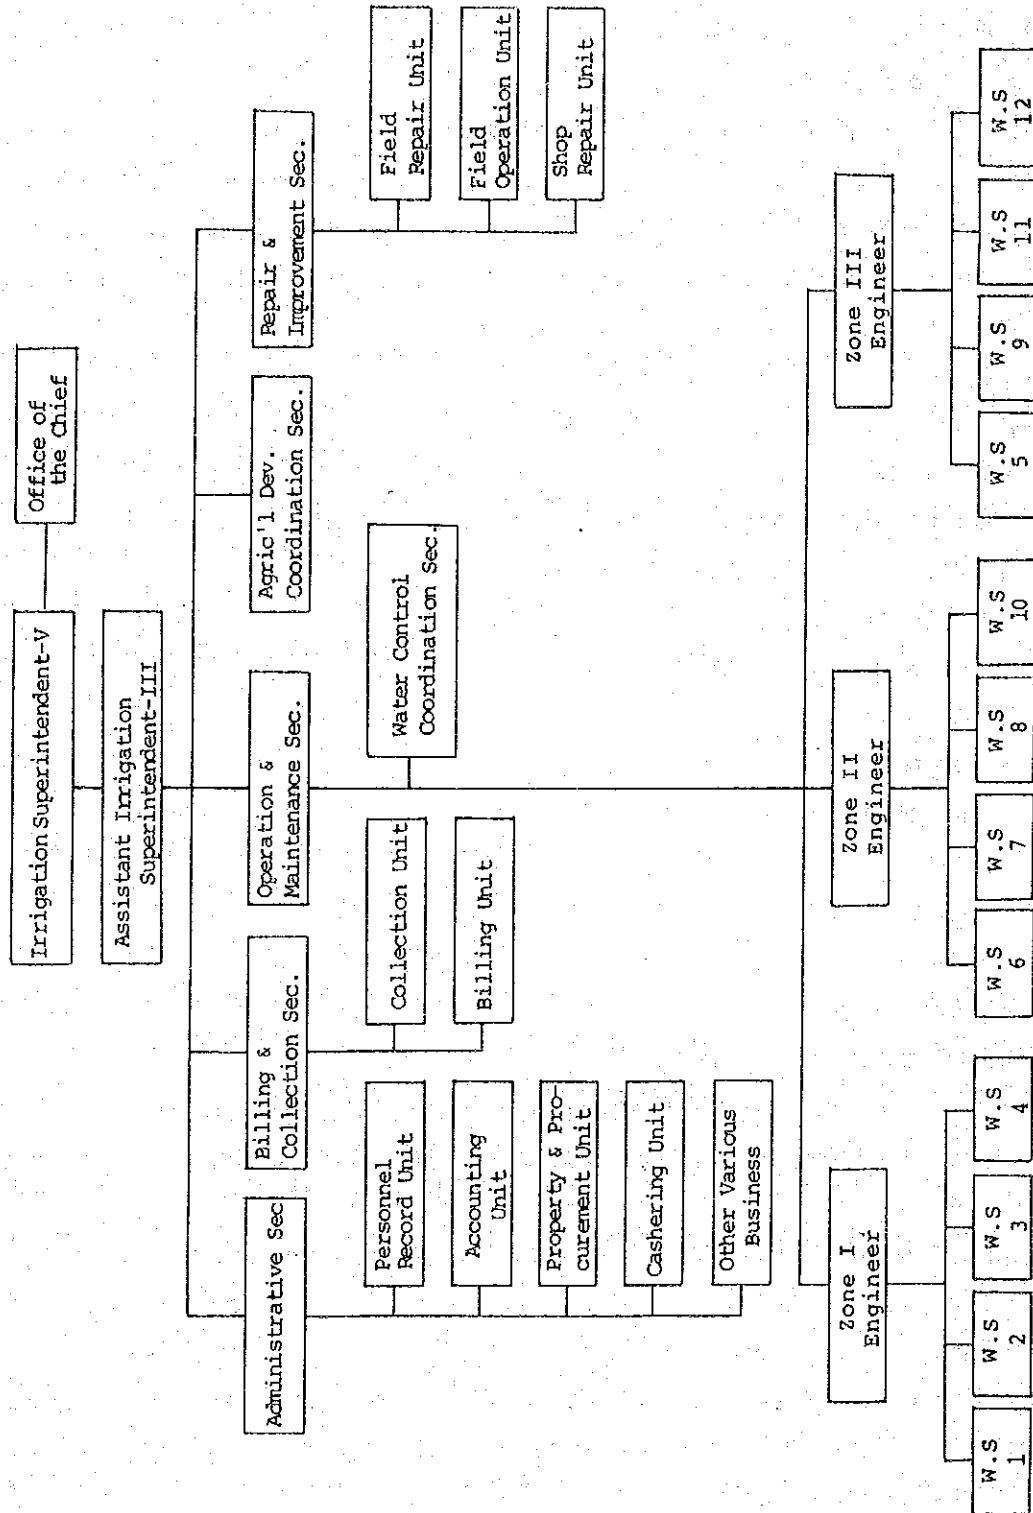 Irrigation Superintendent-V
Office of
the Chief
Assistant Irrigation
Superintendent-III
Administrative Sec
Billing &
Collection Sec.
Operation &
Maintenance Sec.
Agric'l Dev.
Coordination Sec.
Repair &
Improvement Sec.
Personnel
Record Unit
Accounting
Unit
Property & Pro-
curement Unit
Cashering Unit
Other Various
Business
Collection Unit
Billing Unit
Water Control
Coordination Sec.
Field
Repair Unit
Field
Operation Unit
Shop
Repair Unit
Zone I
Engineer
Zone II
Engineer
Zone III
Engineer
W.S
1
W.S
2
W.S
3
W.S
4
W.S
6
W.S
7
W.S
8
W.S
10
W.S
5
W.S
9
W.S
11
W.S
12